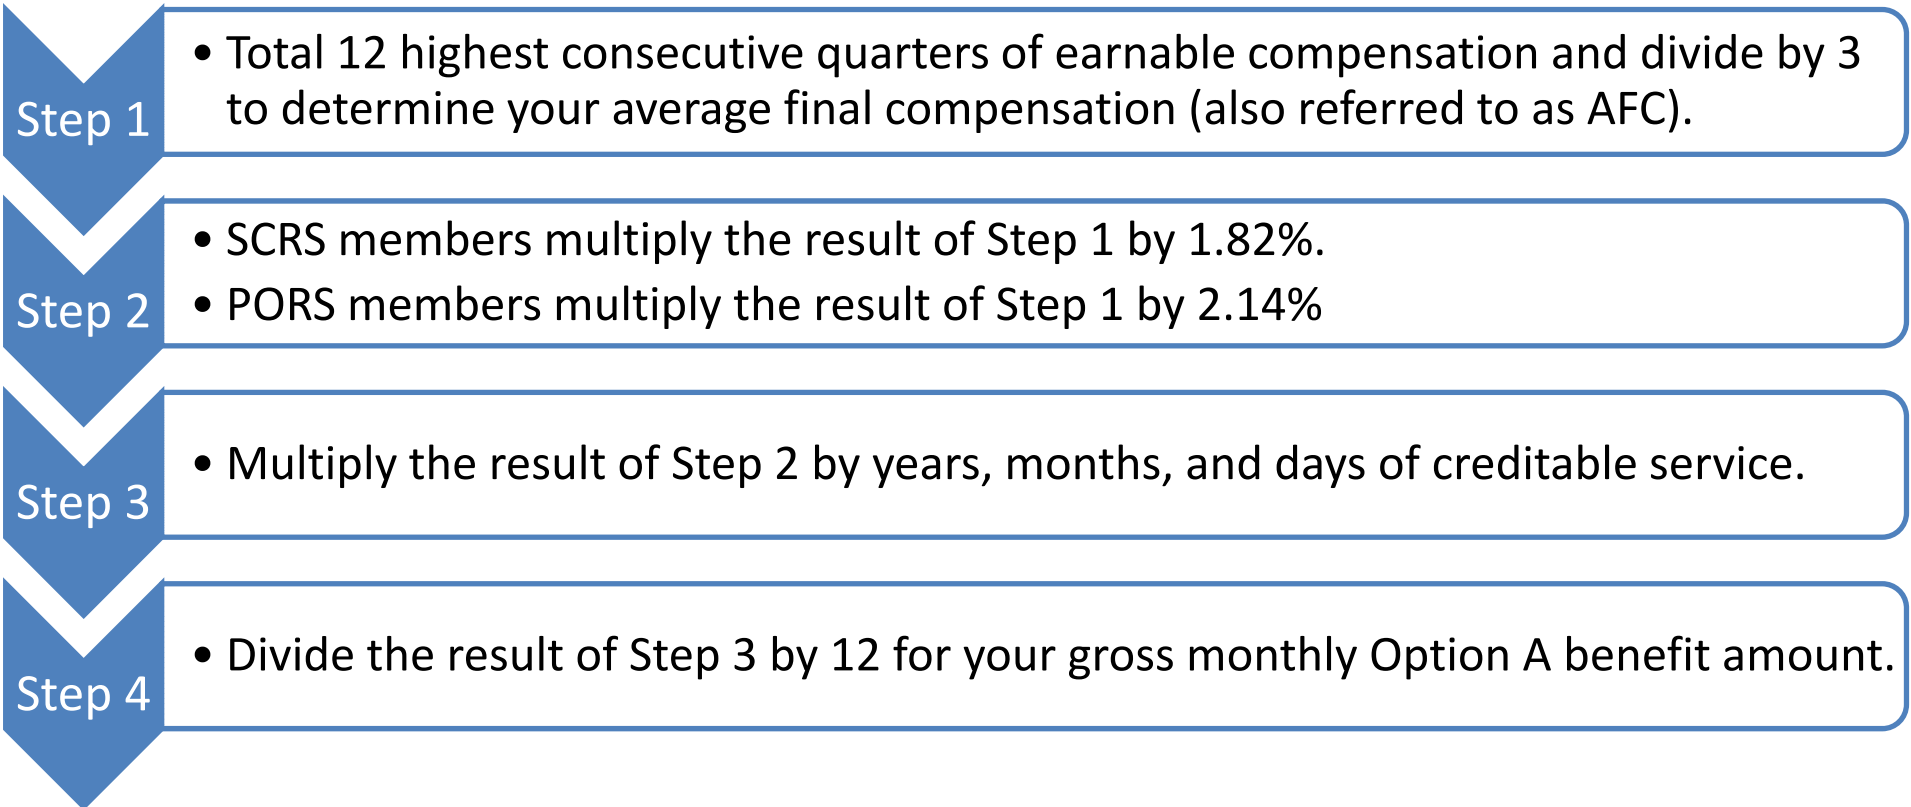 Step 1
• Total 12 highest consecutive quarters of earnable compensation and divide by 3
to determine your average final compensation (also referred to as AFC).
Step 2
• SCRS members multiply the result of Step 1 by 1.82%.
• PORS members multiply the result of Step 1 by 2.14%
Step 3
• Multiply the result of Step 2 by years, months, and days of creditable service.
Step 4
• Divide the result of Step 3 by 12 for your gross monthly Option A benefit amount.